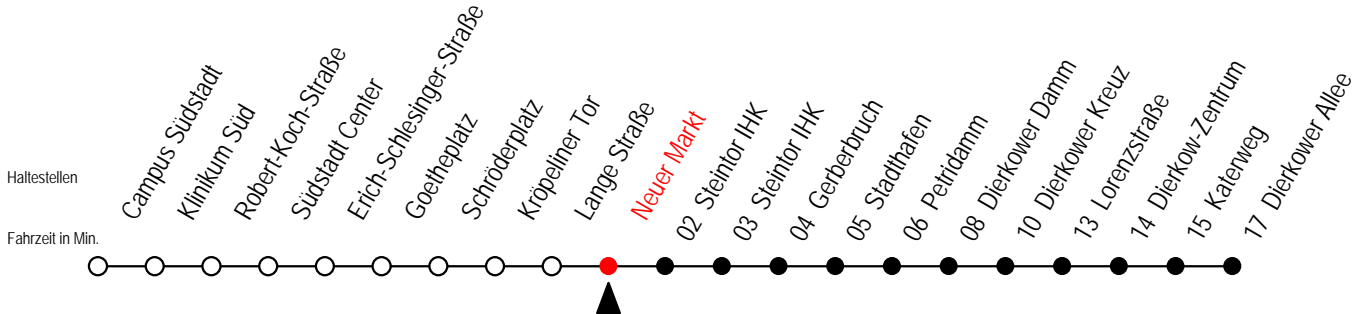 Haltestellen
Fahrzeit in Min.
Campus Südstadt
Klinikum Süd
Robert-Koch-Straße
Südstadt Center
Erich-Schlesinger-Straße
Goetheplatz
Schröderplatz
Kröpeliner Tor
Lange Straße
Neuer Markt
02 Steintor IHK
03 Steintor IHK
04 Gerberbruch
05 Stadthafen
06 Petridamm
08 Dierkower Damm
10 Dierkower Kreuz
13 Lorenzstraße
14 Dierkow-Zentrum
15 Katerweg
17 Dierkower Allee